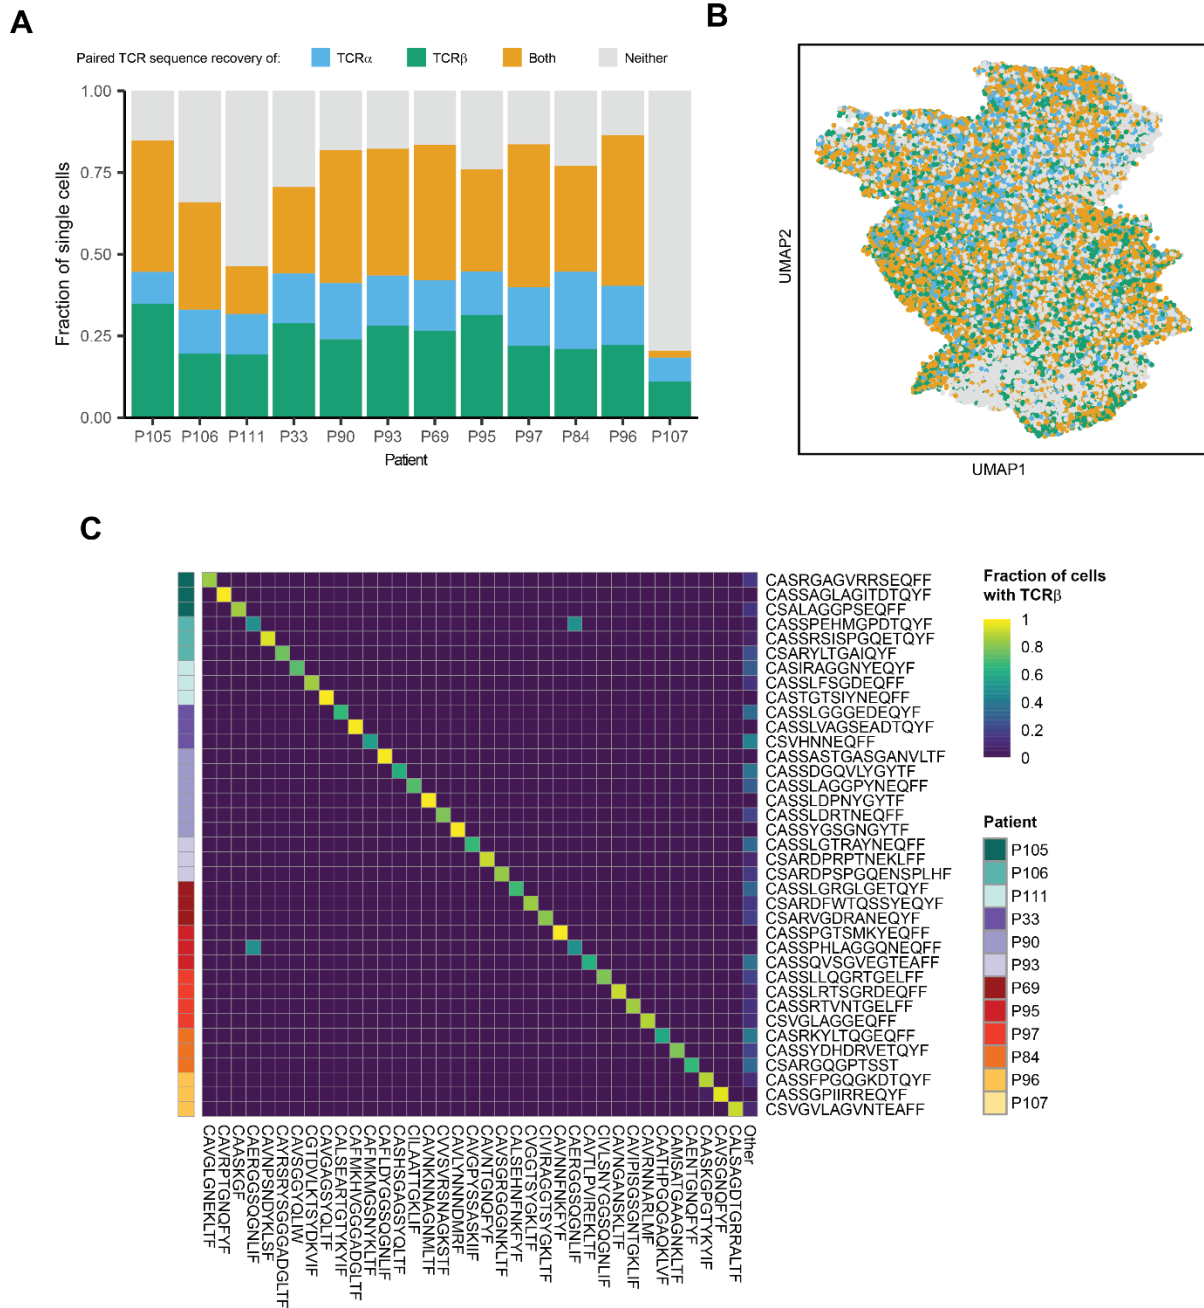 A
Paired TCR sequence recovery of: TCRα TCRβ Both Neither
Fraction of single cells
1.00
0.75
0.50
0.25
0.00
P105 P106 P111 P33 P90 P93 P69 P95 P97 P84 P96 P107
Patient
B
UMAP2
UMAP1
C
CASRGAGVRRSEQFF
CASSAGLAGITDTQYF
CSALAGGPSEQFF
CASSPEHMGPDTQYF
CASSRSISPGQETQYF
CSARYLTGAIQYF
CASIRAGGNYEQYF
CASSLFSGDEQFF
CASTGTSIYNEQFF
CASSLGGGEDEQYF
CASSLVAGSEADTQYF
CSVHNNEQFF
CASSASTGASGANVLTF
CASSDGQVLYGYTF
CASSLAGGPYNEQFF
CASSLDPNYGYTF
CASSLDRTNEQFF
CASSYGSGNGYTF
CASSLGTRAYNEQFF
CSARDPRPTNEKLFF
CSARDPSPGQENSPLHF
CASSLGRGLGETQYF
CSARDFWTQSSYEQYF
CSARVGDRANEQYF
CASSPGTSMKYEQFF
CASSPHLAGGQNEQFF
CASSQVSGVEGTEAFF
CASSLLQGRTGELFF
CASSLRTSGRDEQFF
CASSRTVNTGELFF
CSVGLAGGEQFF
CASRKYLTQGEQFF
CASSYDHDRVETQYF
CSARGQGPTSST
CASSFPGQGKDTQYF
CASSGPIIRREQYF
CSVGVLAGVNTEAFF
CAVGLGNEKLTF
CAVRPTGNQFYF
CAASKGF
CAERGGSQGNLIF
CAVNPSNDYKLSF
CAYRSRYSGGGADGLTF
CAVSGGYQLIW
CGTDVLKTSYDKVIF
CAVGAGSYQLTF
CALSEARTGTYKYIF
CAFMKHVGGGADGLTF
CAFMKMGSNYKLTF
CAFLDYGGSQGNLIF
CASHSGAGSYQLTF
CILAATTGKLIF
CAVNKNNAGNMLTF
CAVSVRSNAGKSTF
CAVLYNNNDMRF
CAVGPYSSASKIIF
CAVNTGNQFYF
CAVSGRGGGNKLTF
CALSEHNFNKFYF
CVGGTSYGKLTF
CIVIRAGGTSYGKLTF
CAVNNFNKFYF
CAERGGSQGNLIF
CAVTLPVIREKLTF
CIVLSNYGGSQGNLIF
CAVNGANSKLTF
CAVIPISGSGNTGKLIF
CAVRNNARLMF
CAATHPGQGAQKLVF
CAMSATGAAGNKLTF
CAENTGNQFYF
CAASKGPGTYKYIF
CAVSGNQFYF
CALSAGDTGRRALTF
Other
Fraction of cells
with TCRβ
1
0.8
0.6
0.4
0.2
0
Patient
P105
P106
P111
P33
P90
P93
P69
P95
P97
P84
P96
P107